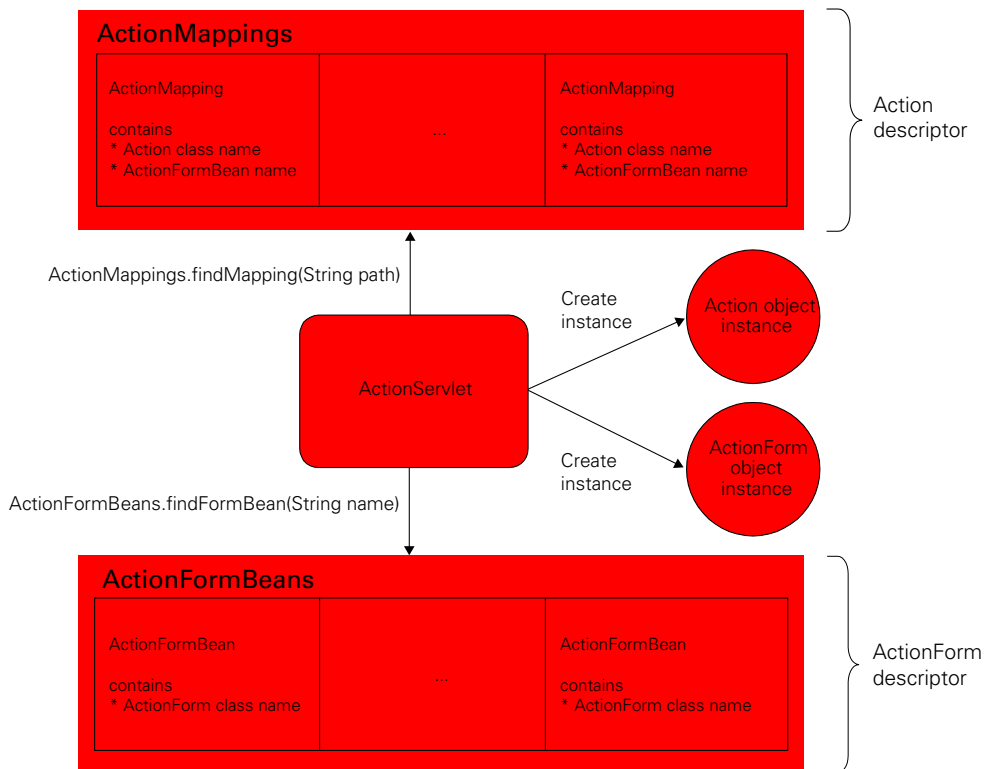 ActionMappings
ActionMapping
contains
* Action class name
* ActionFormBean name
...
ActionMapping
contains
* Action class name
* ActionFormBean name
Action
descriptor
ActionMappings.findMapping(String path)
Create
instance
Action object
instance
ActionServlet
Create
instance
ActionForm
object
instance
ActionFormBeans.findFormBean(String name)
ActionFormBeans
ActionFormBean
contains
* ActionForm class name
...
ActionFormBean
contains
* ActionForm class name
ActionForm
descriptor